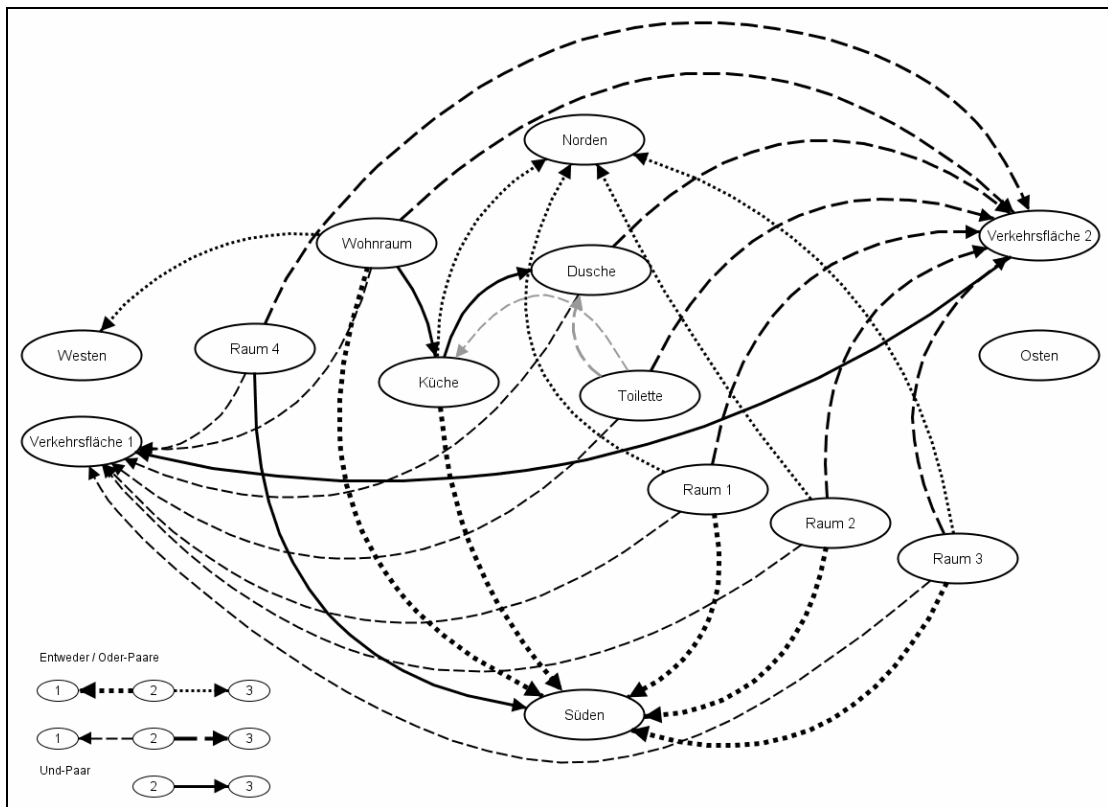 Norden
Verkehrsfläche 2
Wohnraum
Dusche
Westen
Raum 4
Osten
Küche
Toilette
Verkehrsfläche 1
Raum 1
Raum 2
Raum 3
Süden
Entweder / Oder-Paare
1 2 3
1 2 3
Und-Paar
2 3